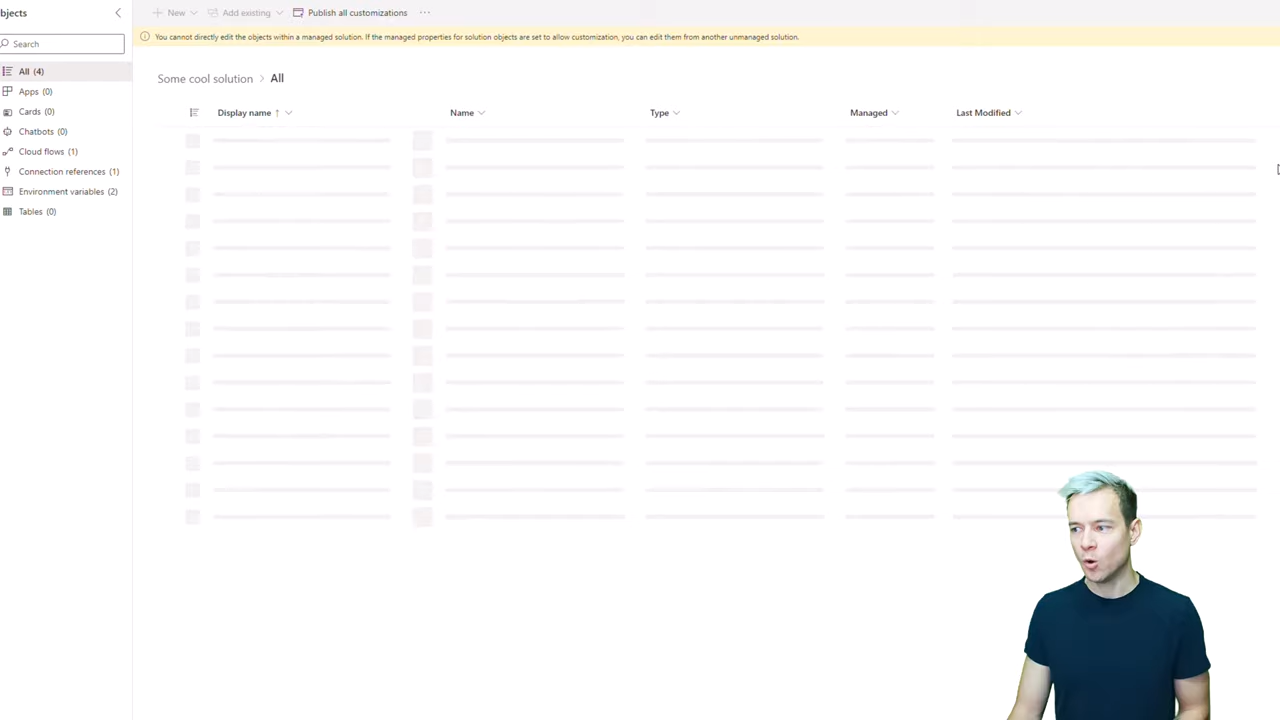 bjects
New
Add existing
Publish all customizations
You cannot directly edit the objects within a managed solution. If the managed properties for solution objects are set to allow customization, you can edit them from another unmanaged solution.
Search
Some cool solution > All
All (4)
Apps (0)
Cards (0)
Chatbots (0)
Cloud flows (1)
Connection references (1)
Environment variables (2)
Tables (0)
Display name ↑ Name Type Managed Last Modified